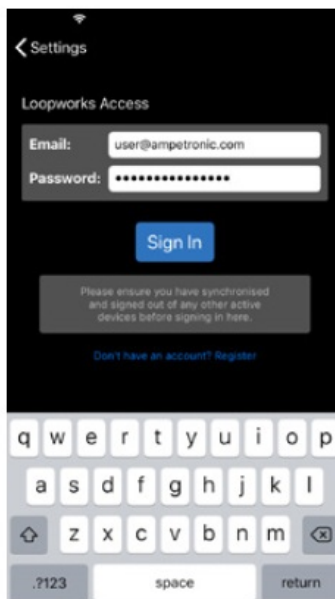 Settings
Loopworks Access
Email: user@ampetronic.com
Password: •••••••••••••••
Sign In
Please ensure you have synchronised
and signed out of any other active
devices before signing in here.
Don't have an account? Register
q w e r t y u i o p
a s d f g h j k l
z x c v b n m
.?123 space return